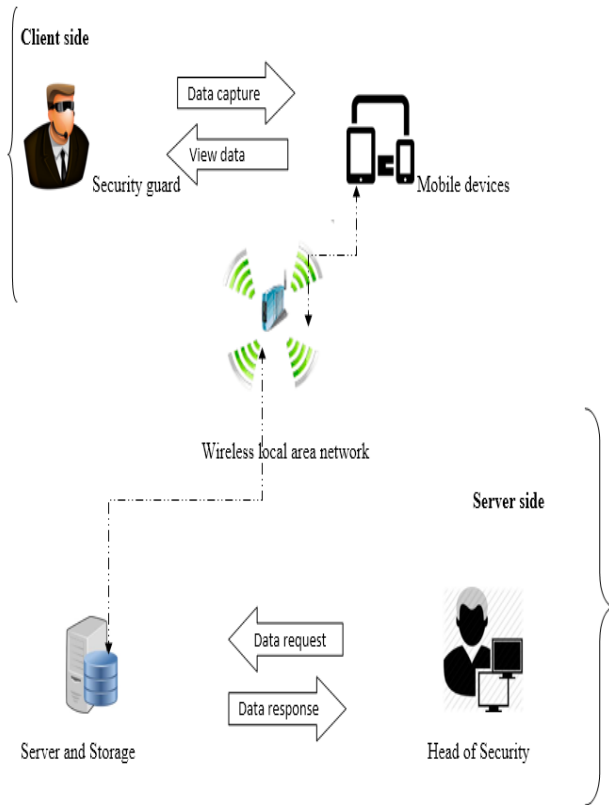 Client side
Data capture
View data
Security guard
Mobile devices
Wireless local area network
Server side
Data request
Data response
Server and Storage
Head of Security